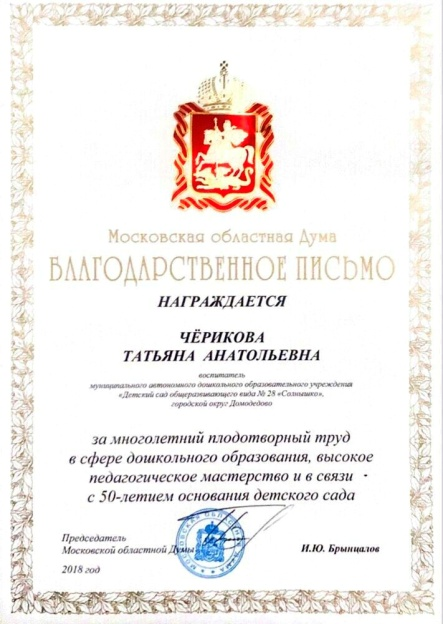 Московская областная Дума
БЛАГОДАРСТВЕННОЕ ПИСЬМО
НАГРАЖДАЕТСЯ
ЧЁРИКОВА
ТАТЬЯНА АНАТОЛЬЕВНА
воспитатель
муниципального автономного дошкольного образовательного учреждения
«Детский сад общеразвивающего вида № 28 «Солнышко»,
городской округ Домодедово
за многолетний плодотворный труд
в сфере дошкольного образования, высокое
педагогическое мастерство и в связи -
с 50-летием основания детского сада
Председатель
Московской областной Думы
И.Ю. Брынцалов
2018 год